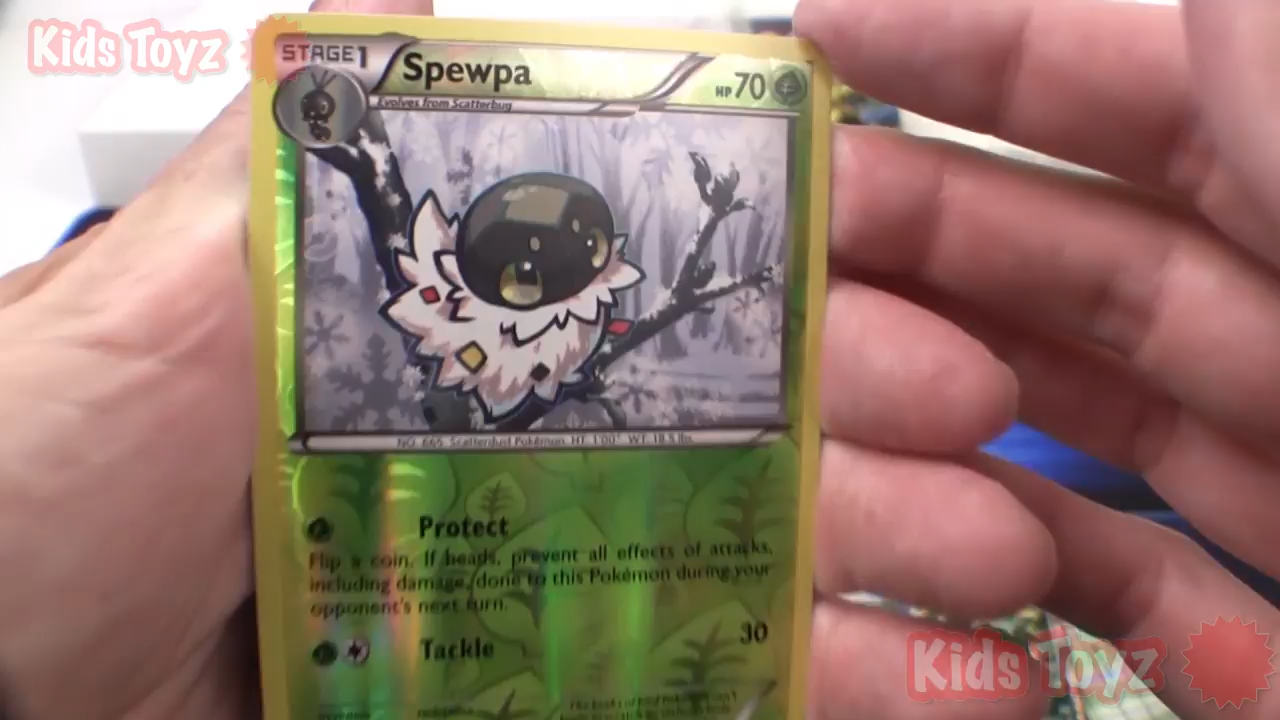 Kids Toyz
STAGE1
Spewpa
HP 70
Evolves from Scatterbug
NO. 665 Scatterdust Pokémon HT 1'00" WT 18.5 lbs.
Protect
Flip a coin. If heads, prevent all effects of attacks,
including damage, done to this Pokémon during your
opponent's next turn.
Tackle 30
Kids Toyz